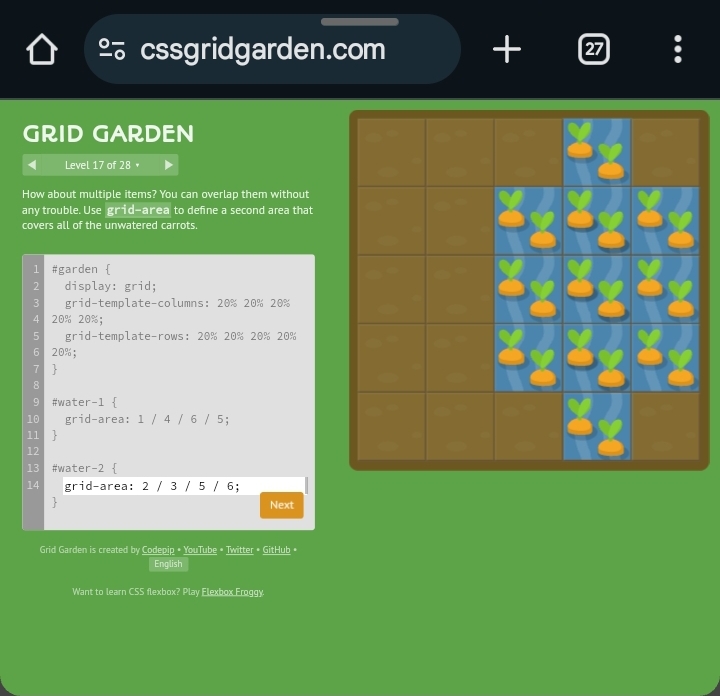 cssgridgarden.com
27
GRID GARDEN
Level 17 of 28
How about multiple items? You can overlap them without
any trouble. Use grid-area to define a second area that
covers all of the unwatered carrots.
1 #garden {
2 display: grid;
3 grid-template-columns: 20% 20% 20%
4 20% 20%;
5 grid-template-rows: 20% 20% 20% 20%
6 20%;
7 }
8
9 #water-1 {
10 grid-area: 1 / 4 / 6 / 5;
11 }
12
13 #water-2 {
14 grid-area: 2 / 3 / 5 / 6;
}
Next
Grid Garden is created by Codepip • YouTube • Twitter • GitHub •
English
Want to learn CSS flexbox? Play Flexbox Froggy.